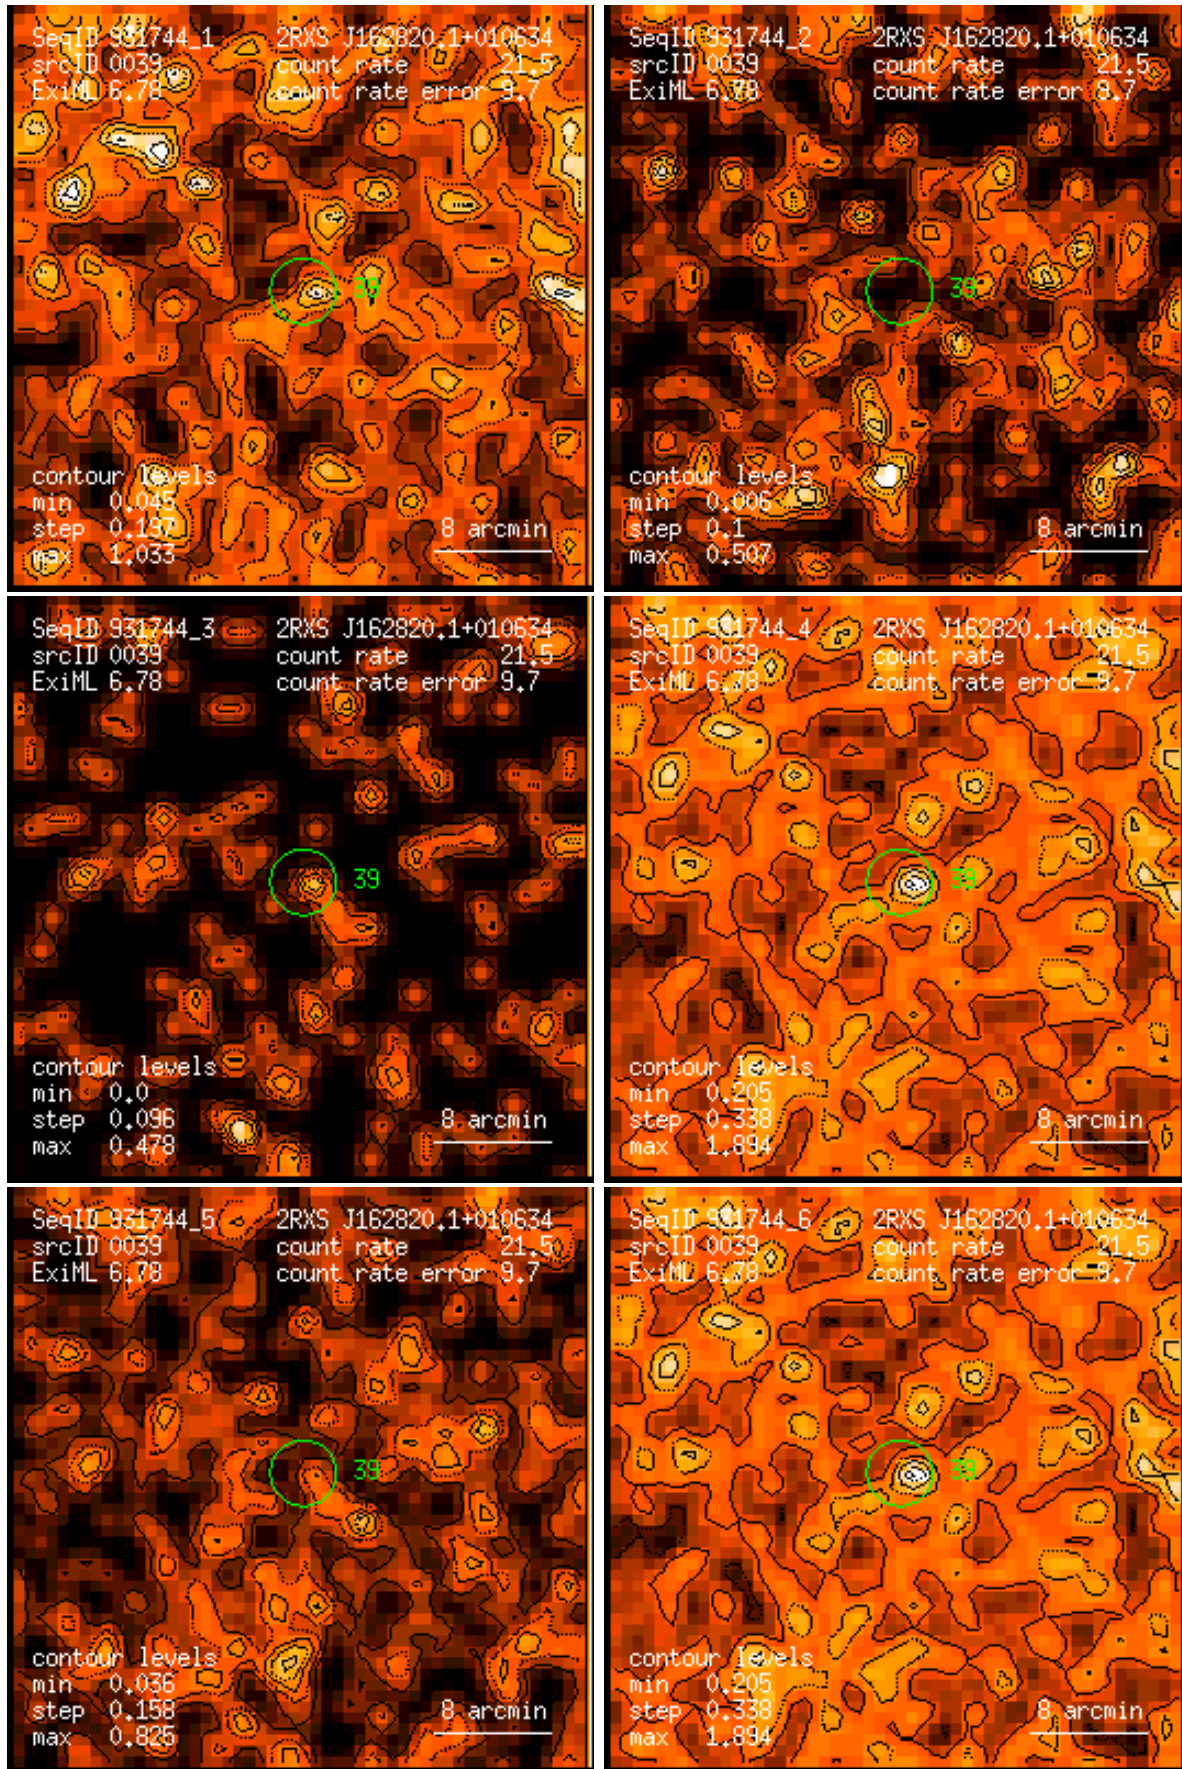 SeqID 931744_1 2RXS J162820.1+010634
srcID 0039 count rate 21.5
ExiML 6.78 count rate error 9.7
39
contour levels
min 0.045
step 0.197 8 arcmin
max 1.033
SeqID 931744_2 2RXS J162820.1+010634
srcID 0039 count rate 21.5
ExiML 6.78 count rate error 9.7
39
contour levels
min 0.006
step 0.1 8 arcmin
max 0.507
SeqID 931744_3 2RXS J162820.1+010634
srcID 0039 count rate 21.5
ExiML 6.78 count rate error 9.7
39
contour levels
min 0.0
step 0.096 8 arcmin
max 0.478
SeqID 931744_4 2RXS J162820.1+010634
srcID 0039 count rate 21.5
ExiML 6.78 count rate error 9.7
39
contour levels
min 0.205
step 0.338 8 arcmin
max 1.894
SeqID 931744_5 2RXS J162820.1+010634
srcID 0039 count rate 21.5
ExiML 6.78 count rate error 9.7
39
contour levels
min 0.036
step 0.158 8 arcmin
max 0.825
SeqID 931744_6 2RXS J162820.1+010634
srcID 0039 count rate 21.5
ExiML 6.78 count rate error 9.7
39
contour levels
min 0.205
step 0.338 8 arcmin
max 1.894